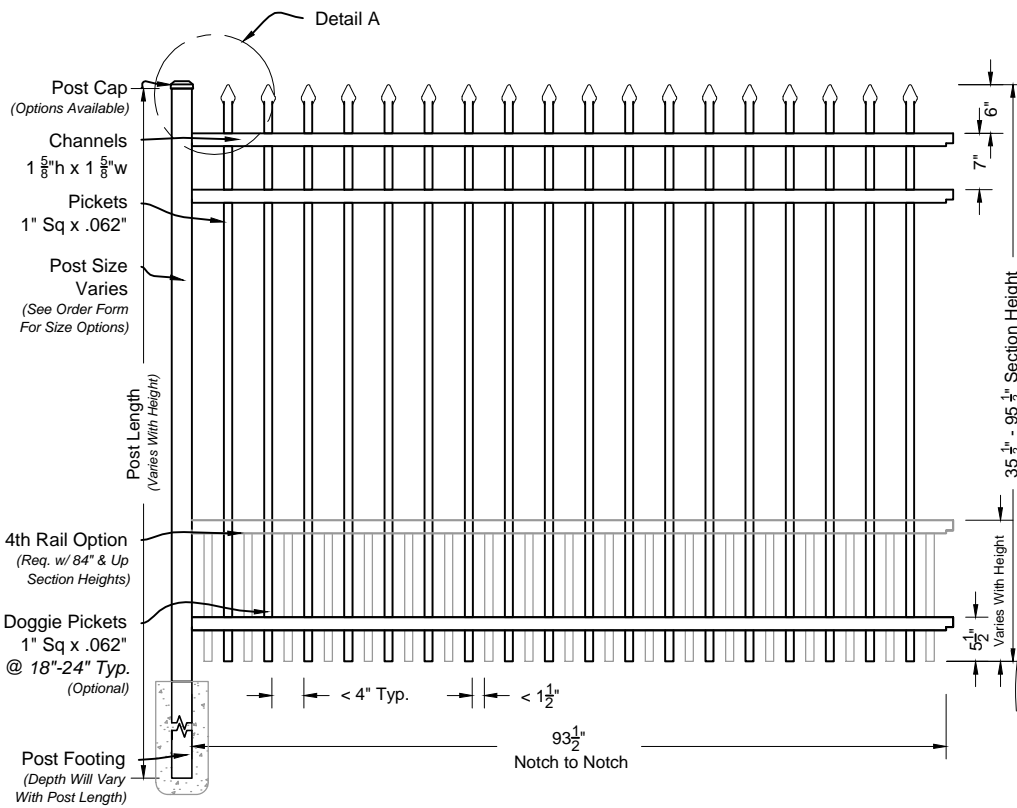 Detail A
Post Cap
(Options Available)
Channels
1 5/8"h x 1 5/8"w
Pickets
1" Sq x .062"
Post Size
Varies
(See Order Form
For Size Options)
Post Length
(Varies With Height)
4th Rail Option
(Req. w/ 84" & Up
Section Heights)
Doggie Pickets
1" Sq x .062"
@ 18"-24" Typ.
(Optional)
Post Footing
(Depth Will Vary
With Post Length)
< 4" Typ.
< 1 1/2"
93 1/2"
Notch to Notch
6"
7"
35 1/2" - 95 1/2" Section Height
Varies With Height
5 1/2"